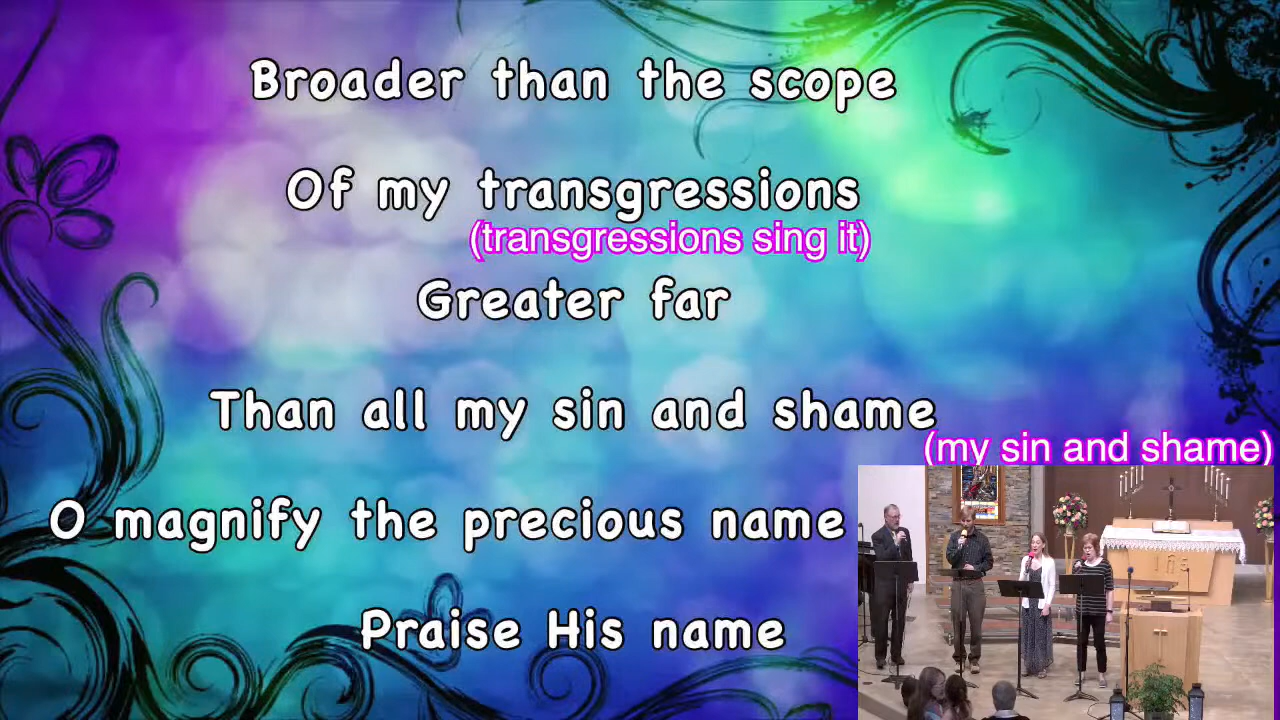 Broader than the scope
Of my transgressions
(transgressions sing it)
Greater far
Than all my sin and shame
(my sin and shame)
O magnify the precious name
Praise His name
IHS